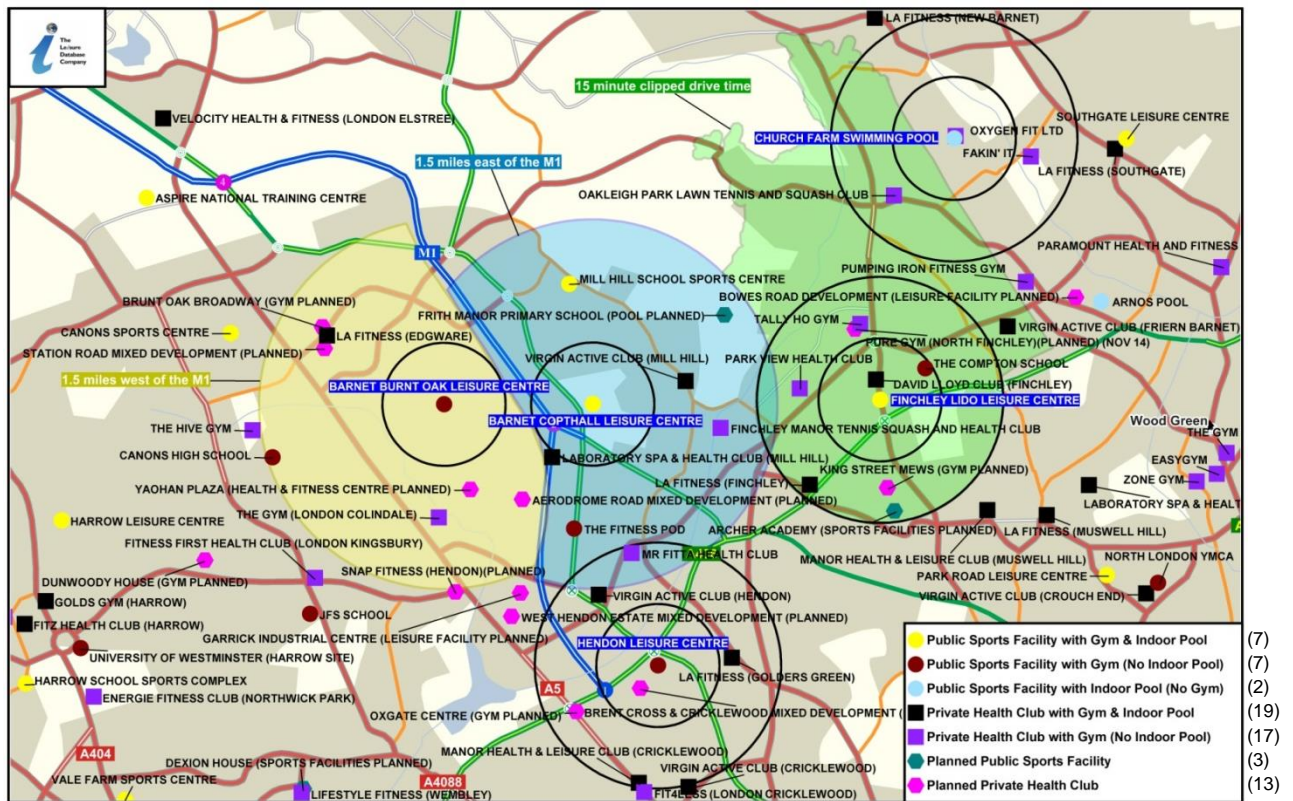 The
Leisure
Database
Company
LA FITNESS (NEW BARNET)
15 minute clipped drive time
VELOCITY HEALTH & FITNESS (LONDON ELSTREE)
SOUTHGATE LEISURE CENTRE
CHURCH FARM SWIMMING POOL
OXYGEN FIT LTD
FAKIN' IT
1.5 miles east of the M1
LA FITNESS (SOUTHGATE)
4
ASPIRE NATIONAL TRAINING CENTRE
OAKLEIGH PARK LAWN TENNIS AND SQUASH CLUB
M1
PARAMOUNT HEALTH AND FITNESS
BRUNT OAK BROADWAY (GYM PLANNED)
MILL HILL SCHOOL SPORTS CENTRE
PUMPING IRON FITNESS GYM
BOWES ROAD DEVELOPMENT (LEISURE FACILITY PLANNED)
ARNOS POOL
FRITH MANOR PRIMARY SCHOOL (POOL PLANNED)
TALLY HO GYM
CANONS SPORTS CENTRE
LA FITNESS (EDGWARE)
VIRGIN ACTIVE CLUB (FRIERN BARNET)
STATION ROAD MIXED DEVELOPMENT (PLANNED)
PURE GYM (NORTH FINCHLEY)(PLANNED) (NOV 14)
VIRGIN ACTIVE CLUB (MILL HILL)
PARK VIEW HEALTH CLUB
THE COMPTON SCHOOL
1.5 miles west of the M1
BARNET BURNT OAK LEISURE CENTRE
DAVID LLOYD CLUB (FINCHLEY)
FINCHLEY LIDO LEISURE CENTRE
BARNET COPTHALL LEISURE CENTRE
THE HIVE GYM
FINCHLEY MANOR TENNIS SQUASH AND HEALTH CLUB
Wood Green
THE GYM
CANONS HIGH SCHOOL
LABORATORY SPA & HEALTH CLUB (MILL HILL)
EASYGYM
KING STREET MEWS (GYM PLANNED)
ZONE GYM
LA FITNESS (FINCHLEY)
YAOHAN PLAZA (HEALTH & FITNESS CENTRE PLANNED)
AERODROME ROAD MIXED DEVELOPMENT (PLANNED)
LABORATORY SPA & HEALT
THE GYM (LONDON COLINDALE)
HARROW LEISURE CENTRE
THE FITNESS POD
ARCHER ACADEMY (SPORTS FACILITIES PLANNED)
LA FITNESS (MUSWELL HILL)
FITNESS FIRST HEALTH CLUB (LONDON KINGSBURY)
MR FITTA HEALTH CLUB
MANOR HEALTH & LEISURE CLUB (MUSWELL HILL)
NORTH LONDON YMCA
SNAP FITNESS (HENDON)(PLANNED)
PARK ROAD LEISURE CENTRE
DUNWOODY HOUSE (GYM PLANNED)
VIRGIN ACTIVE CLUB (CROUCH END)
GOLDS GYM (HARROW)
VIRGIN ACTIVE CLUB (HENDON)
JFS SCHOOL
WEST HENDON ESTATE MIXED DEVELOPMENT (PLANNED)
FITZ HEALTH CLUB (HARROW)
GARRICK INDUSTRIAL CENTRE (LEISURE FACILITY PLANNED)
HENDON LEISURE CENTRE
UNIVERSITY OF WESTMINSTER (HARROW SITE)
LA FITNESS (GOLDERS GREEN)
HARROW SCHOOL SPORTS COMPLEX
A5
1
ENERGIE FITNESS CLUB (NORTHWICK PARK)
OXGATE CENTRE (GYM PLANNED)
BRENT CROSS & CRICKLEWOOD MIXED DEVELOPMENT (
A404
MANOR HEALTH & LEISURE CLUB (CRICKLEWOOD)
DEXION HOUSE (SPORTS FACILITIES PLANNED)
VIRGIN ACTIVE CLUB (CRICKLEWOOD)
VALE FARM SPORTS CENTRE
A4088
LIFESTYLE FITNESS (WEMBLEY)
FIT4LESS (LONDON CRICKLEWOOD)
Public Sports Facility with Gym & Indoor Pool (7)
Public Sports Facility with Gym (No Indoor Pool) (7)
Public Sports Facility with Indoor Pool (No Gym) (2)
Private Health Club with Gym & Indoor Pool (19)
Private Health Club with Gym (No Indoor Pool) (17)
Planned Public Sports Facility (3)
Planned Private Health Club (13)